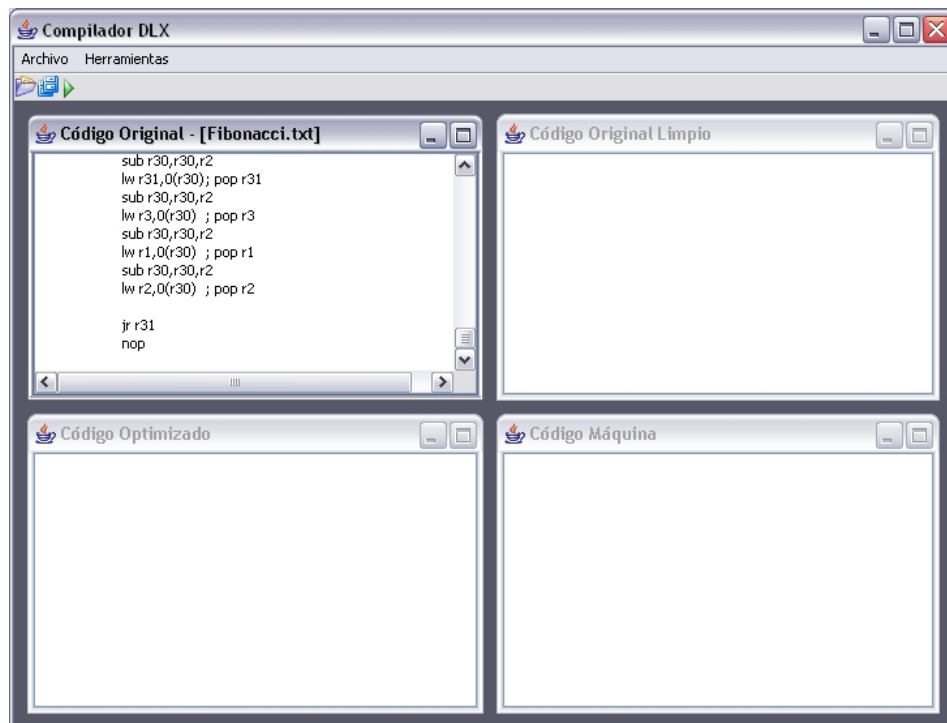 Compilador DLX
Archivo Herramientas
Código Original - [Fibonacci.txt]
sub r30,r30,r2
lw r31,0(r30); pop r31
sub r30,r30,r2
lw r3,0(r30) ; pop r3
sub r30,r30,r2
lw r1,0(r30) ; pop r1
sub r30,r30,r2
lw r2,0(r30) ; pop r2
jr r31
nop
Código Original Limpio
Código Optimizado
Código Máquina